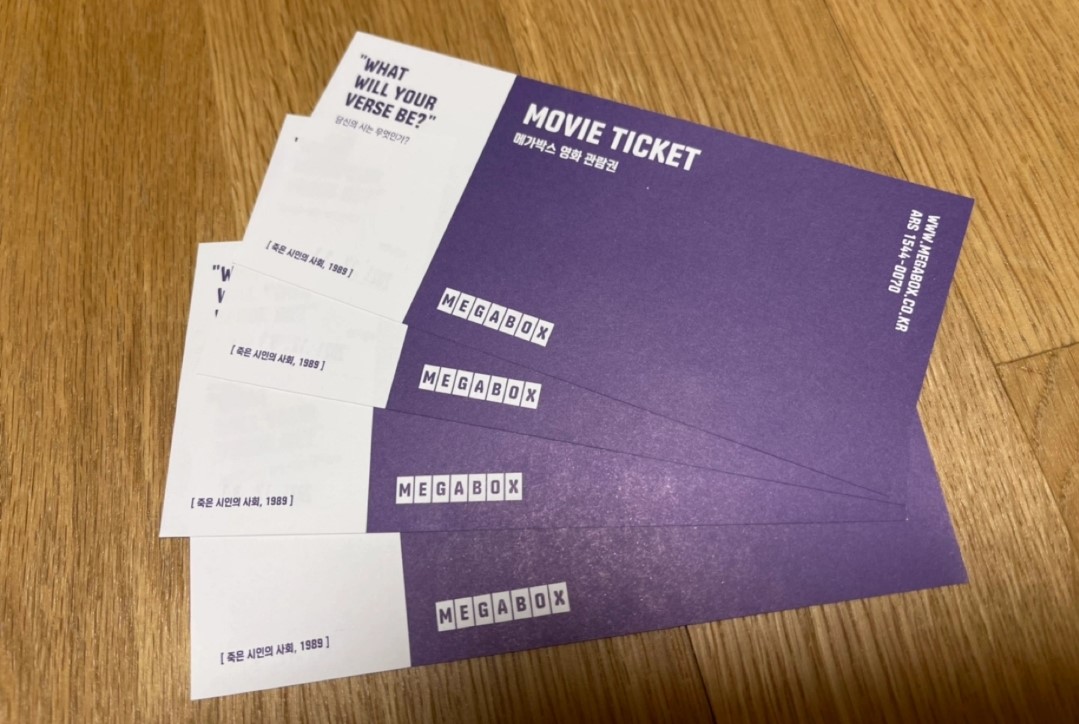 "WHAT
WILL YOUR
VERSE BE?"
당신의 시는 무엇인가?
MOVIE TICKET
메가박스 영화 관람권
WWW.MEGABOX.CO.KR
ARS 1544-0070
[ 죽은 시인의 사회, 1989 ]
MEGABOX
[ 죽은 시인의 사회, 1989 ]
MEGABOX
"W
[ 죽은 시인의 사회, 1989 ]
MEGABOX
[ 죽은 시인의 사회, 1989 ]
MEGABOX